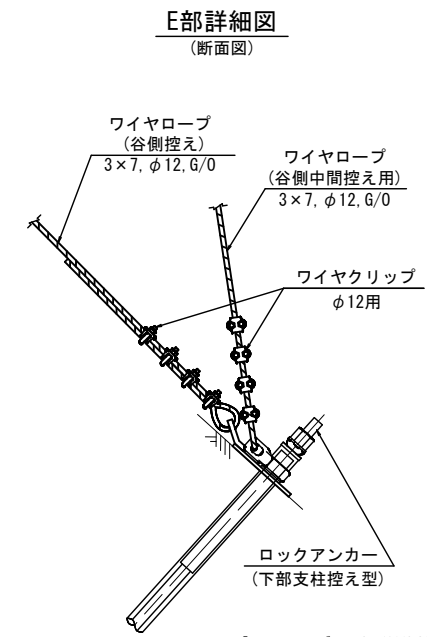 E部詳細図
(断面図)
ワイヤロープ
(谷側控え)
3×7, φ12, G/O
ワイヤロープ
(谷側中間控え用)
3×7, φ12, G/O
ワイヤクリップ
φ12用
ロックアンカー
(下部支柱控え型)